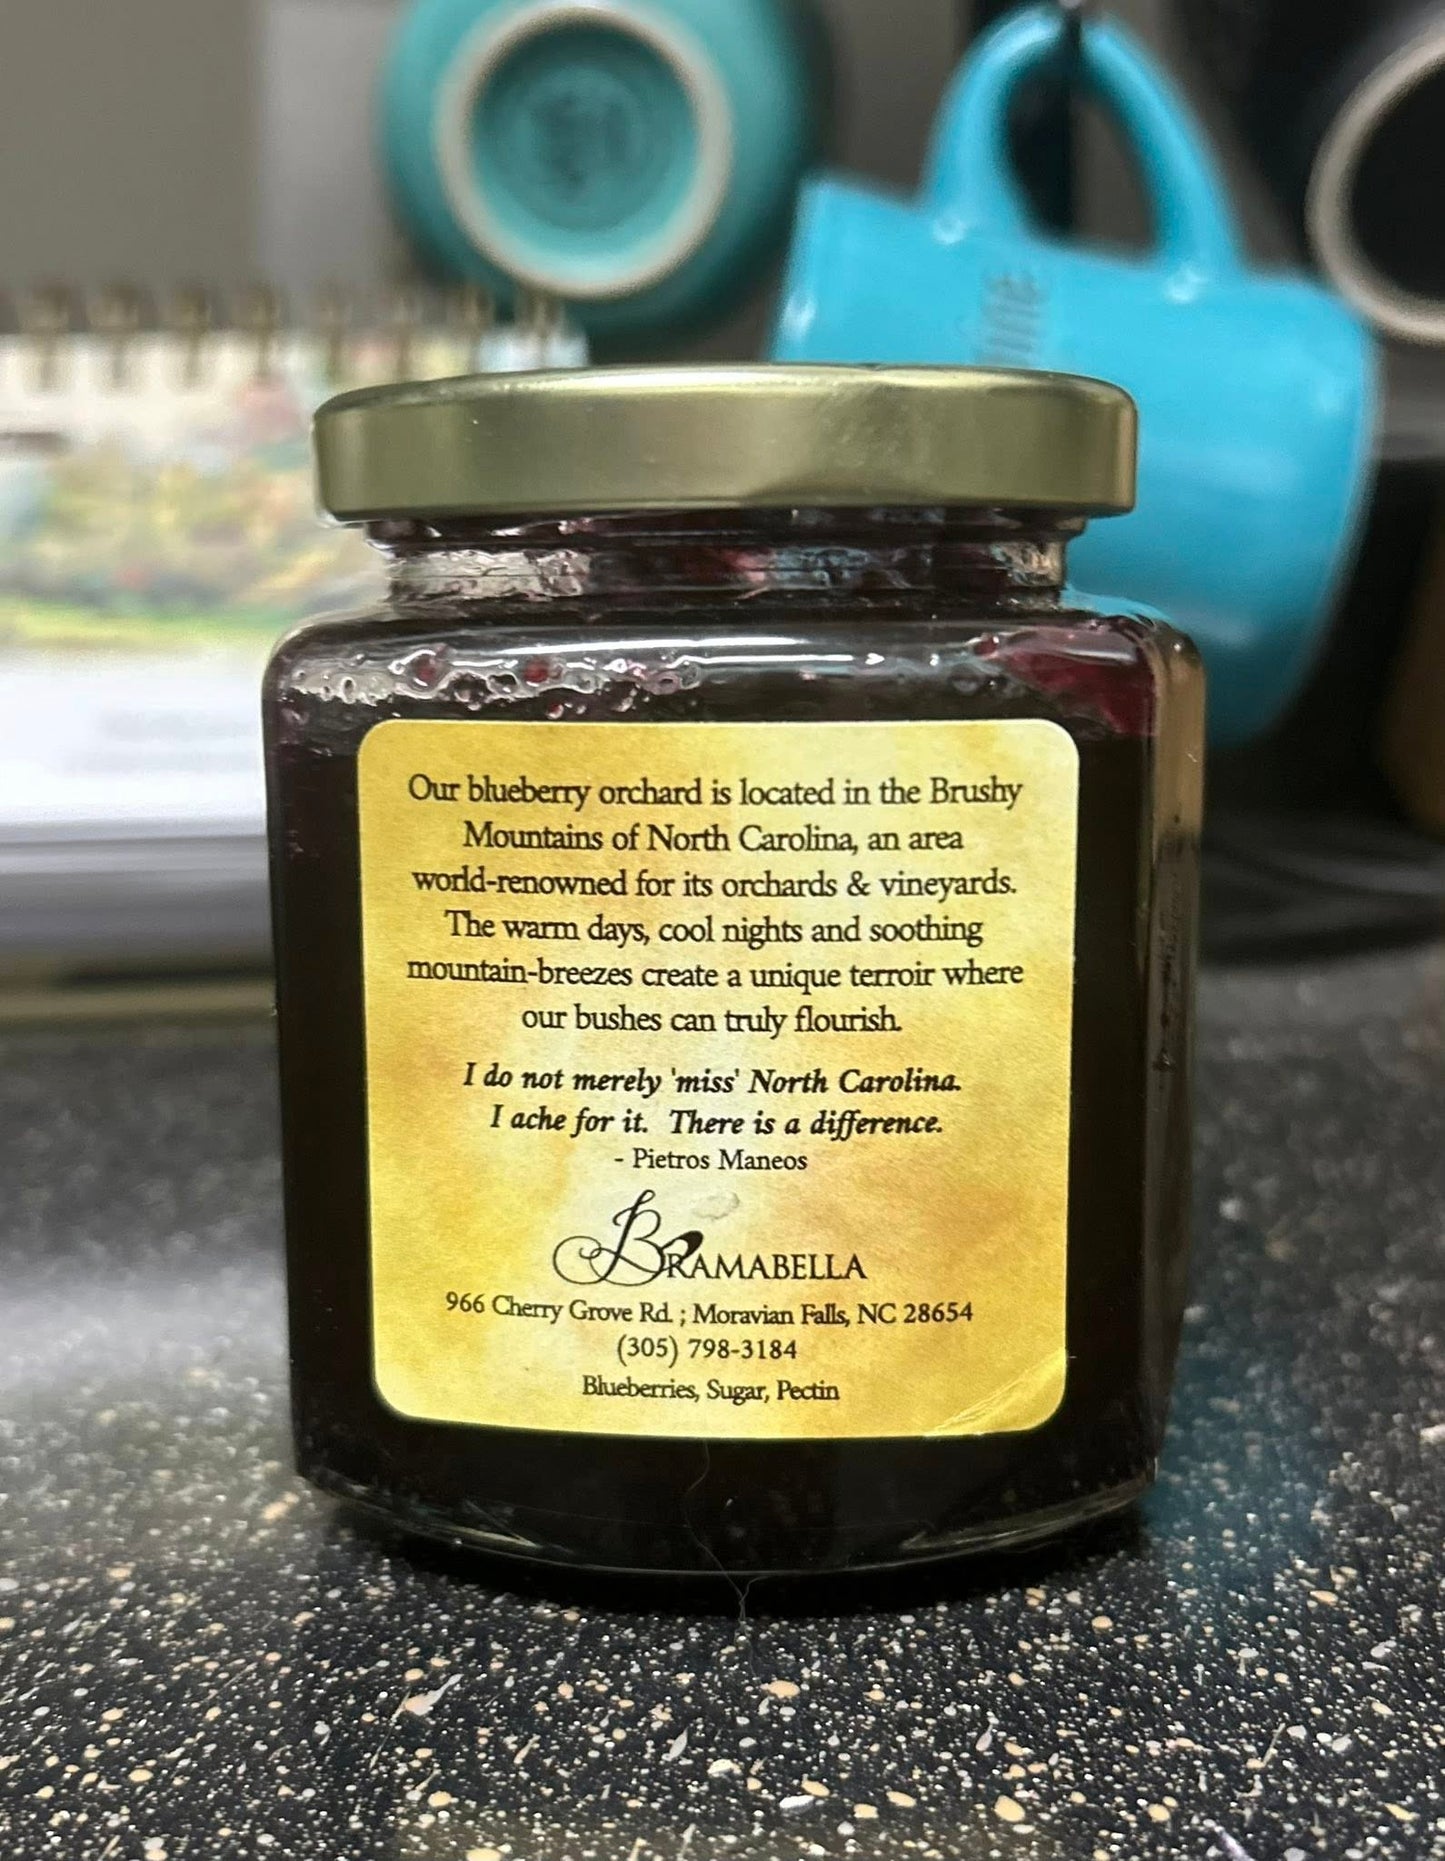 Our blueberry orchard is located in the Brushy
Mountains of North Carolina, an area
world-renowned for its orchards & vineyards.
The warm days, cool nights and soothing
mountain-breezes create a unique terroir where
our bushes can truly flourish.
I do not merely 'miss' North Carolina.
I ache for it. There is a difference.
- Pietros Maneos
BRAMABELLA
966 Cherry Grove Rd. ; Moravian Falls, NC 28654
(305) 798-3184
Blueberries, Sugar, Pectin